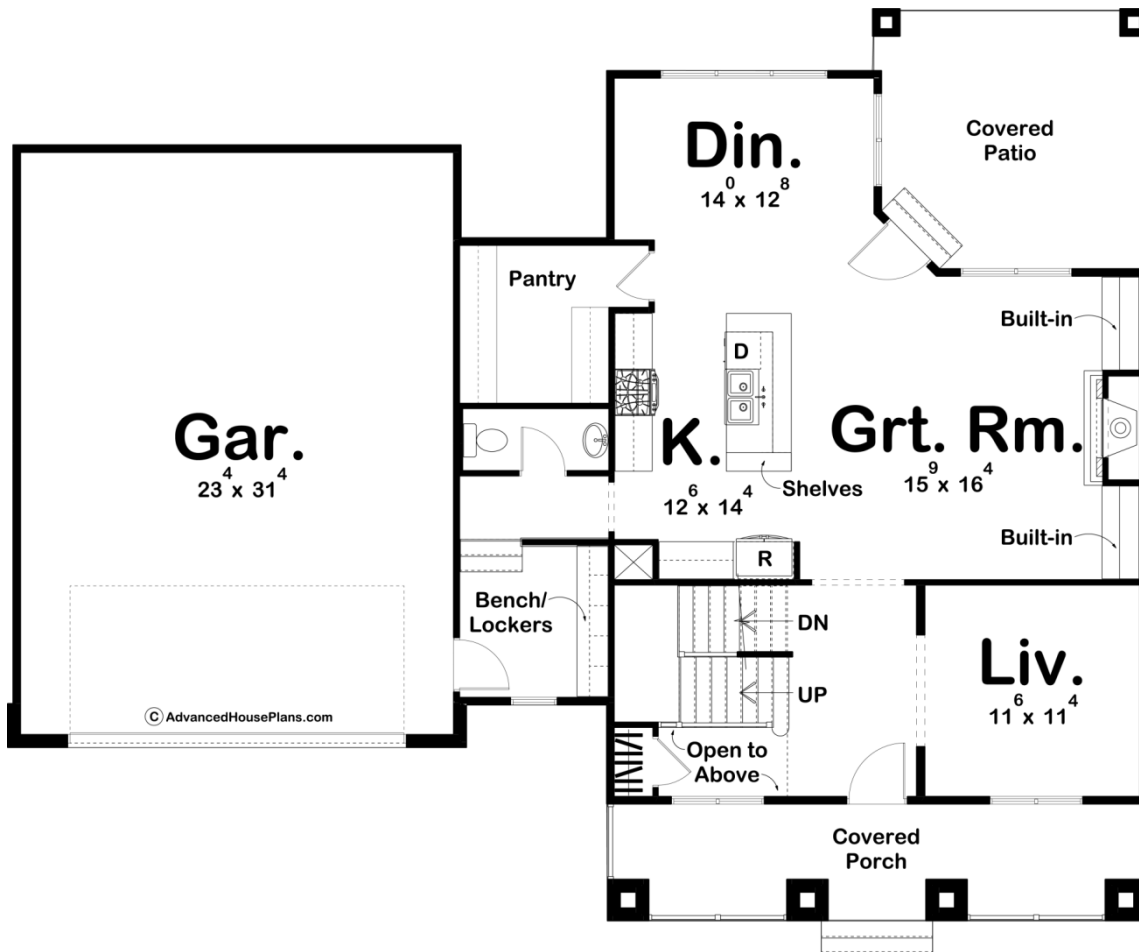 Din.
14⁰ x 12⁸
Covered
Patio
Pantry
Built-in
D
Gar.
23⁴ x 31⁴
K.
12⁶ x 14⁴
Grt. Rm.
15⁹ x 16⁴
Shelves
Built-in
R
Bench/
Lockers
DN
UP
Liv.
11⁶ x 11⁴
© AdvancedHousePlans.com
Open to
Above
Covered
Porch